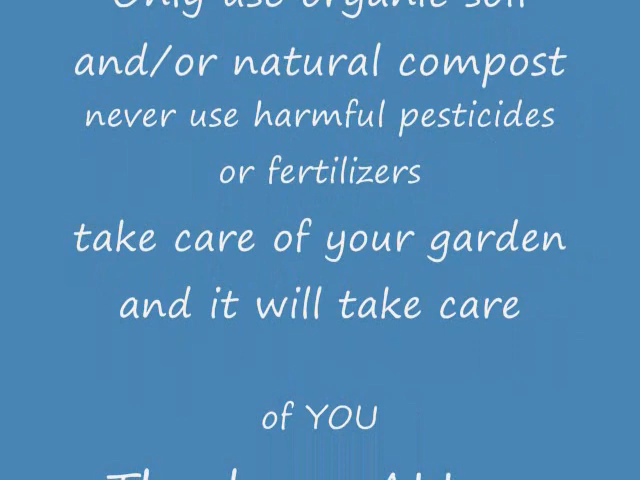 Only use organic soil
and/or natural compost
never use harmful pesticides
or fertilizers
take care of your garden
and it will take care
of YOU